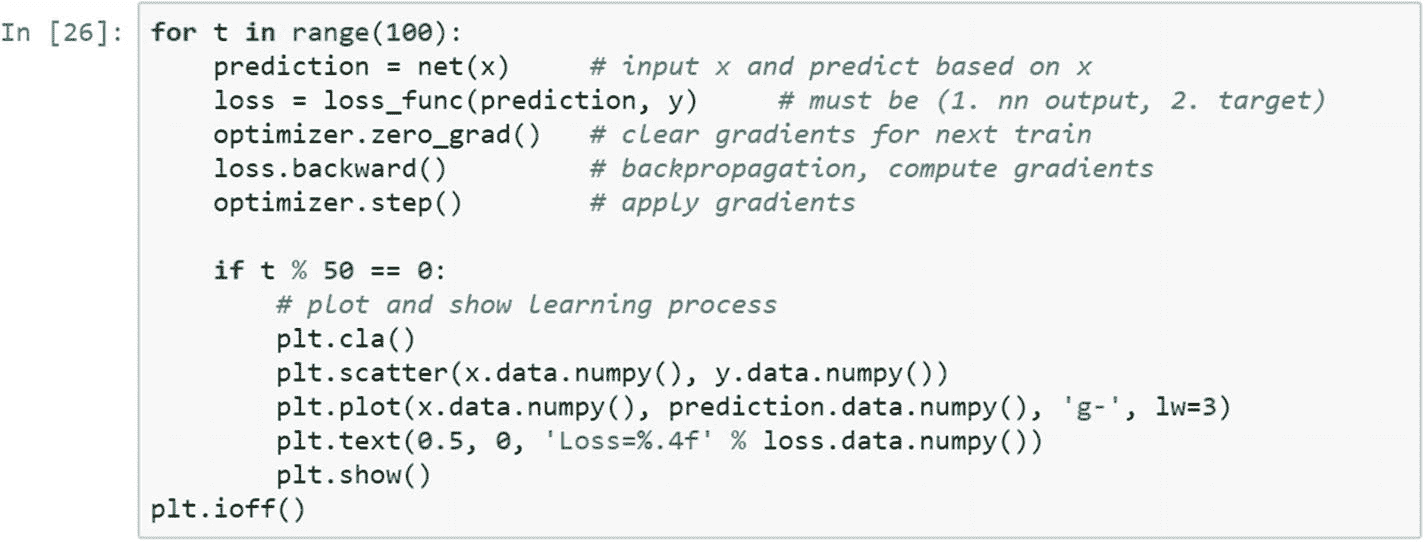 In [26]: for t in range(100):
    prediction = net(x)     # input x and predict based on x
    loss = loss_func(prediction, y)     # must be (1. nn output, 2. target)
    optimizer.zero_grad()   # clear gradients for next train
    loss.backward()         # backpropagation, compute gradients
    optimizer.step()        # apply gradients
    if t % 50 == 0:
        # plot and show learning process
        plt.cla()
        plt.scatter(x.data.numpy(), y.data.numpy())
        plt.plot(x.data.numpy(), prediction.data.numpy(), 'g-', lw=3)
        plt.text(0.5, 0, 'Loss=%.4f' % loss.data.numpy())
        plt.show()
plt.ioff()